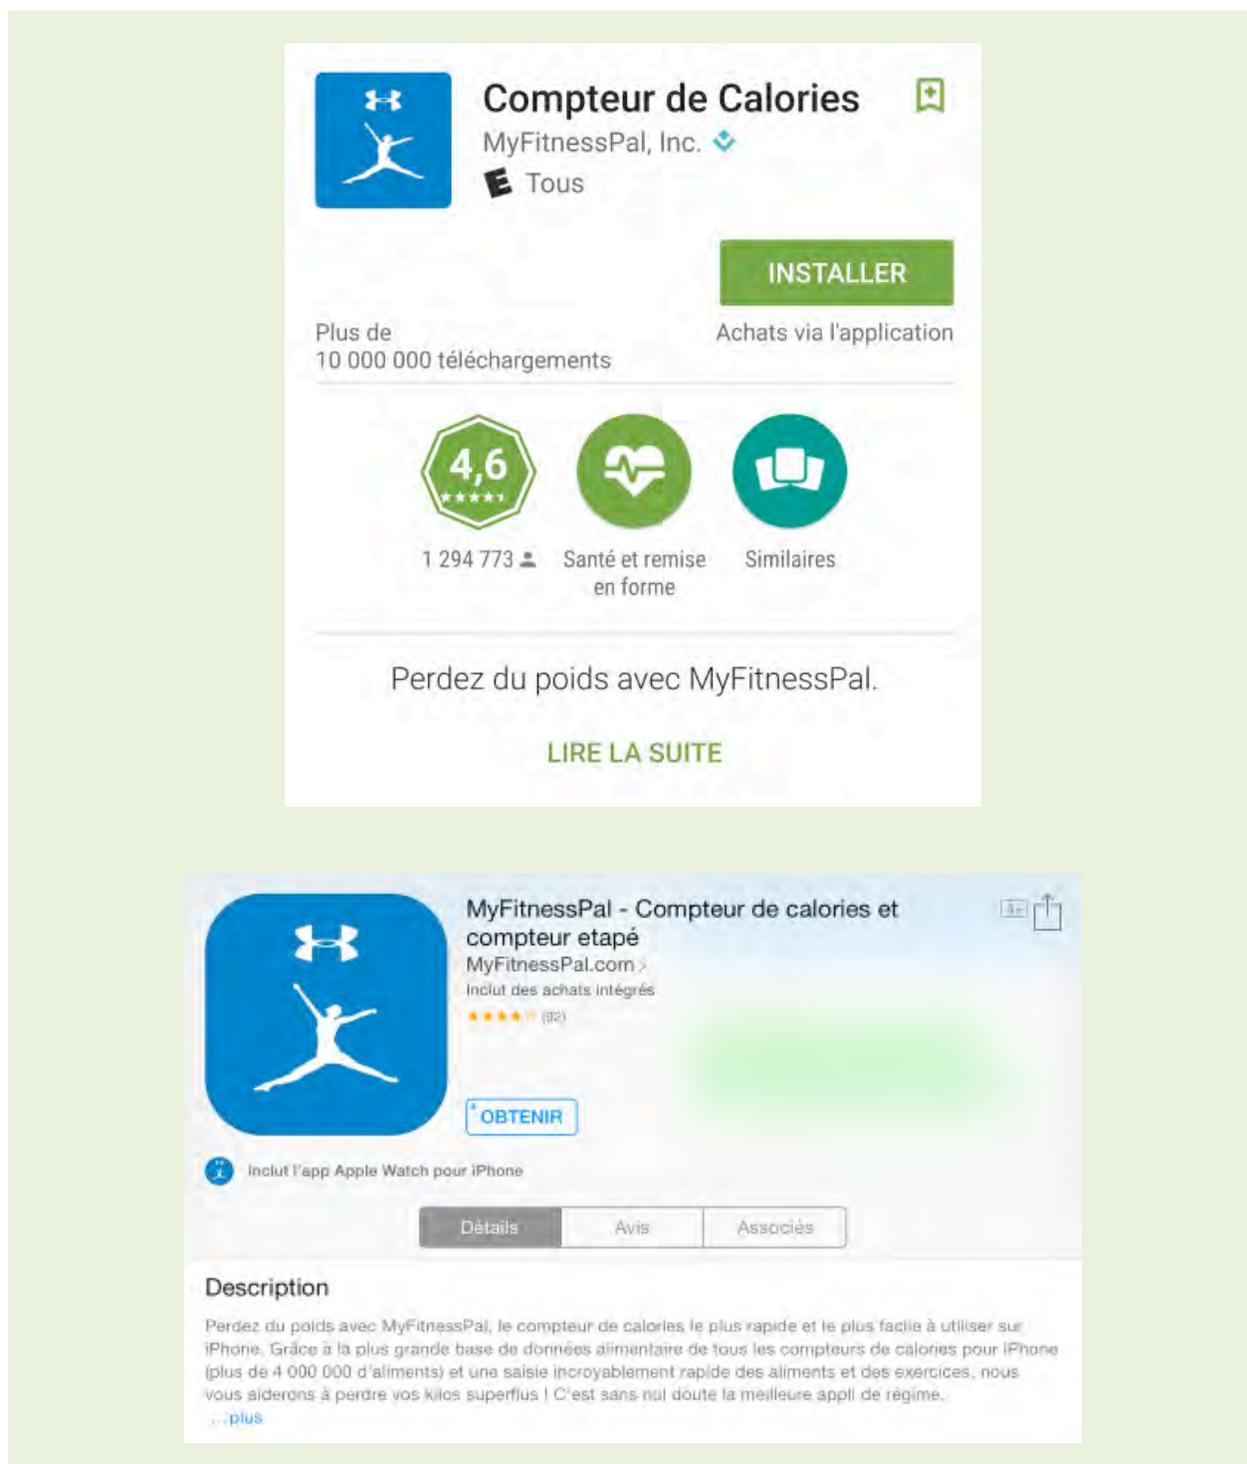 Compteur de Calories
MyFitnessPal, Inc.
E Tous
INSTALLER
Plus de
10 000 000 téléchargements
Achats via l'application
4,6
1 294 773
Santé et remise
en forme
Similaires
Perdez du poids avec MyFitnessPal.
LIRE LA SUITE
MyFitnessPal - Compteur de calories et
compteur etapé
4+
MyFitnessPal.com >
Inclut des achats intégrés
(92)
+ OBTENIR
Inclut l'app Apple Watch pour iPhone
Détails
Avis
Associés
Description
Perdez du poids avec MyFitnessPal, le compteur de calories le plus rapide et le plus facile à utiliser sur
iPhone. Grâce à la plus grande base de données alimentaire de tous les compteurs de calories pour iPhone
(plus de 4 000 000 d'aliments) et une saisie incroyablement rapide des aliments et des exercices, nous
vous aiderons à perdre vos kilos superflus ! C'est sans nul doute la meilleure appli de régime.
...plus